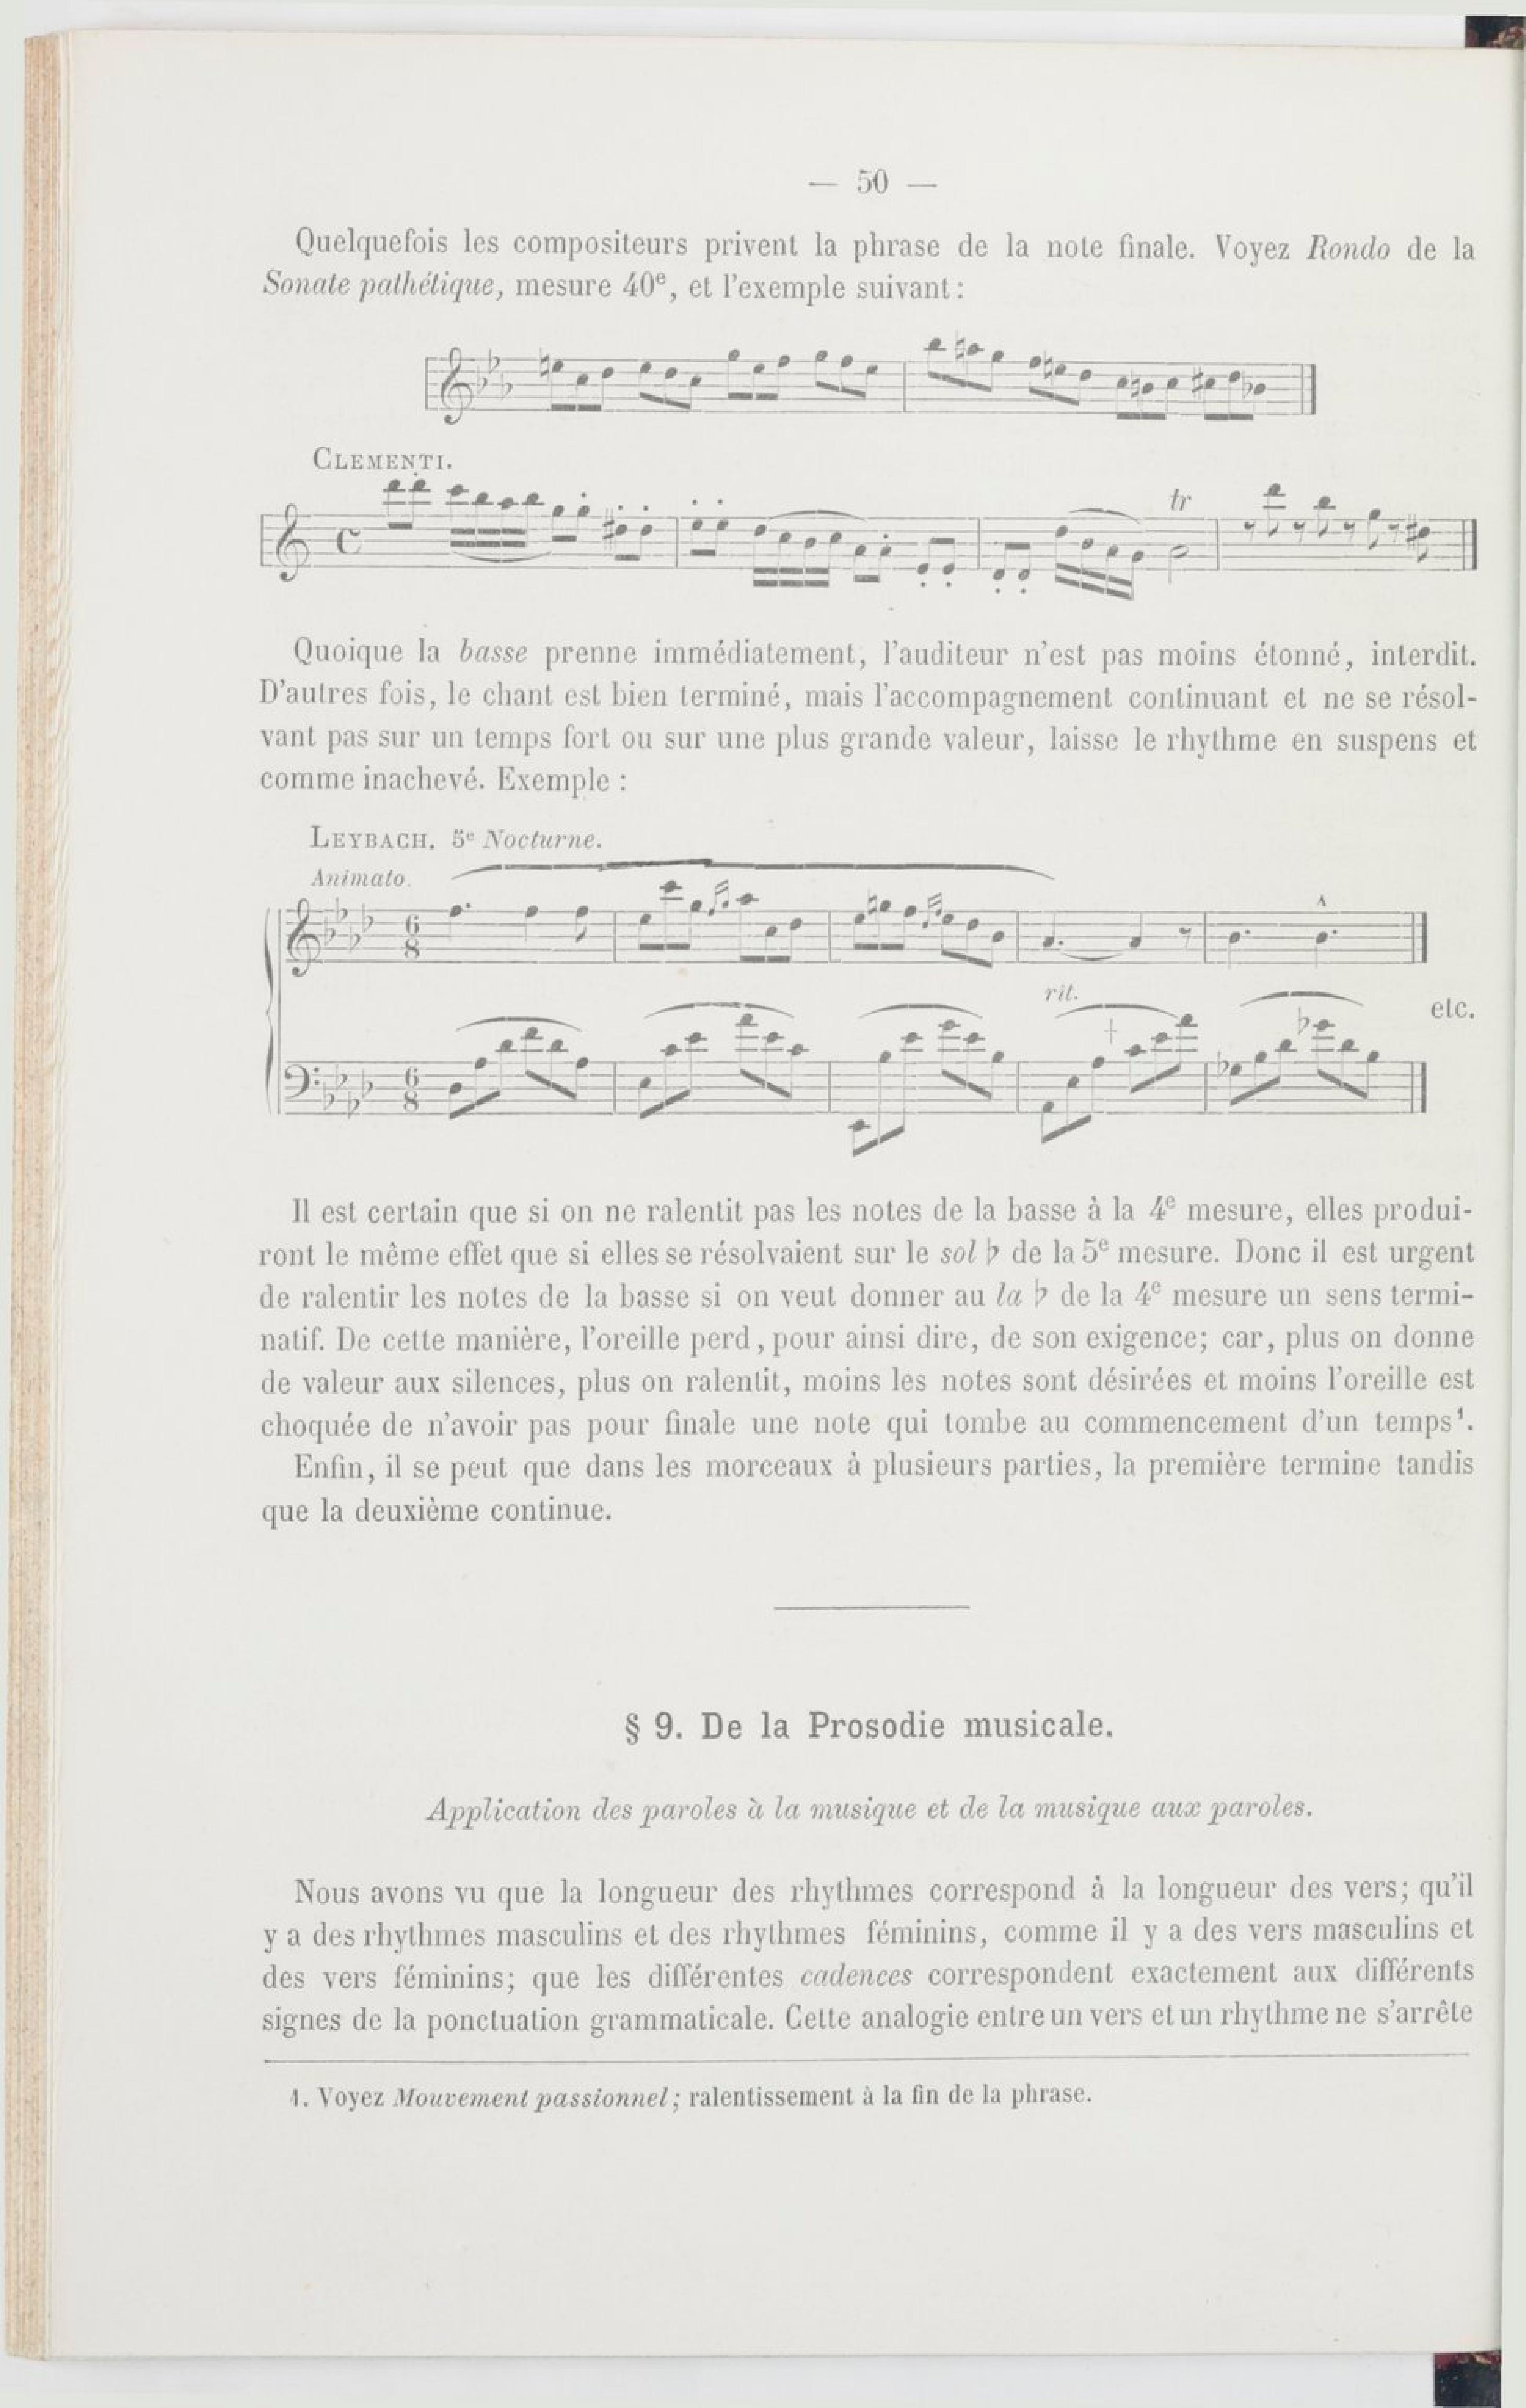 — 50 —
Quelquefois les compositeurs privent la phrase de la note finale. Voyez Rondo de la
Sonate pathétique, mesure 40e, et l'exemple suivant :
CLEMENTI.
tr
Quoique la basse prenne immédiatement, l'auditeur n'est pas moins étonné, interdit.
D'autres fois, le chant est bien terminé, mais l'accompagnement continuant et ne se résol-
vant pas sur un temps fort ou sur une plus grande valeur, laisse le rhythme en suspens et
comme inachevé. Exemple :
LEYBACH. 5e Nocturne.
Animato.
6
8
rit.
etc.
6
8
Il est certain que si on ne ralentit pas les notes de la basse à la 4e mesure, elles produi-
ront le même effet que si elles se résolvaient sur le sol ♭ de la 5e mesure. Donc il est urgent
de ralentir les notes de la basse si on veut donner au la ♭ de la 4e mesure un sens termi-
natif. De cette manière, l'oreille perd, pour ainsi dire, de son exigence; car, plus on donne
de valeur aux silences, plus on ralentit, moins les notes sont désirées et moins l'oreille est
choquée de n'avoir pas pour finale une note qui tombe au commencement d'un temps¹.
Enfin, il se peut que dans les morceaux à plusieurs parties, la première termine tandis
que la deuxième continue.
§ 9. De la Prosodie musicale.
Application des paroles à la musique et de la musique aux paroles.
Nous avons vu que la longueur des rhythmes correspond à la longueur des vers; qu'il
y a des rhythmes masculins et des rhythmes féminins, comme il y a des vers masculins et
des vers féminins; que les différentes cadences correspondent exactement aux différents
signes de la ponctuation grammaticale. Cette analogie entre un vers et un rhythme ne s'arrête
1. Voyez Mouvement passionnel; ralentissement à la fin de la phrase.